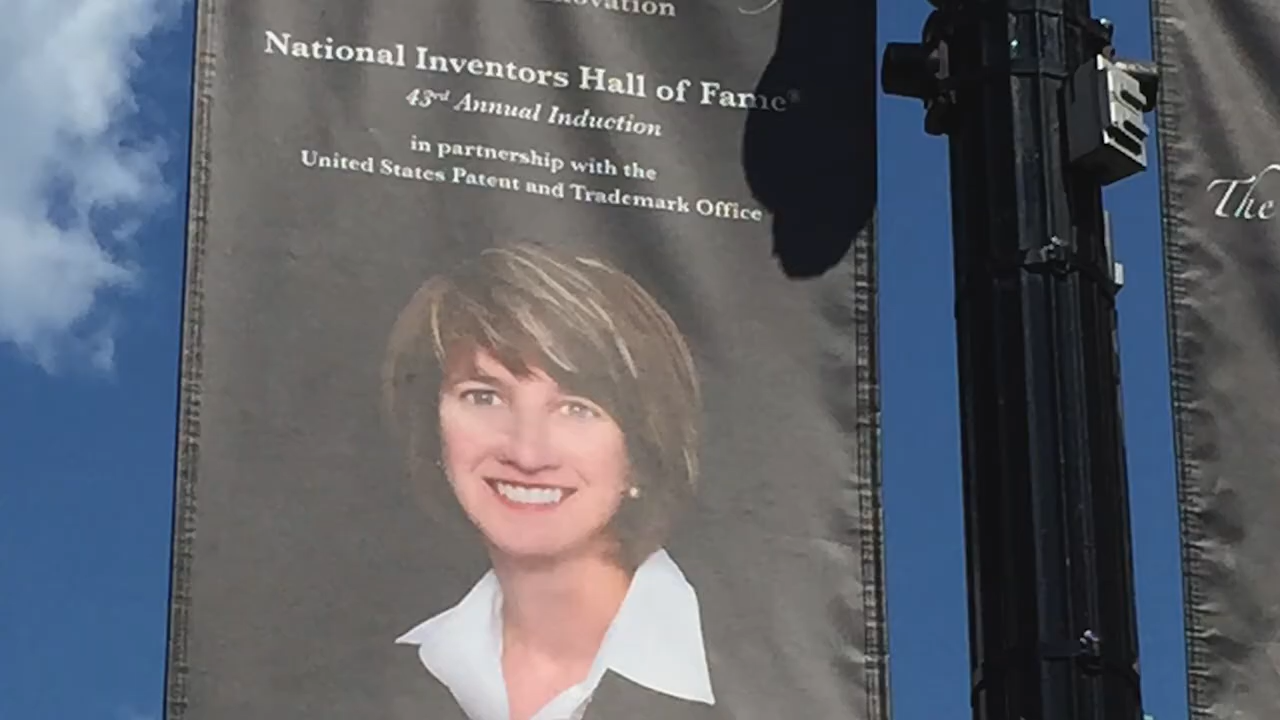 National Inventors Hall of Fame®
43rd Annual Induction
in partnership with the
United States Patent and Trademark Office
The